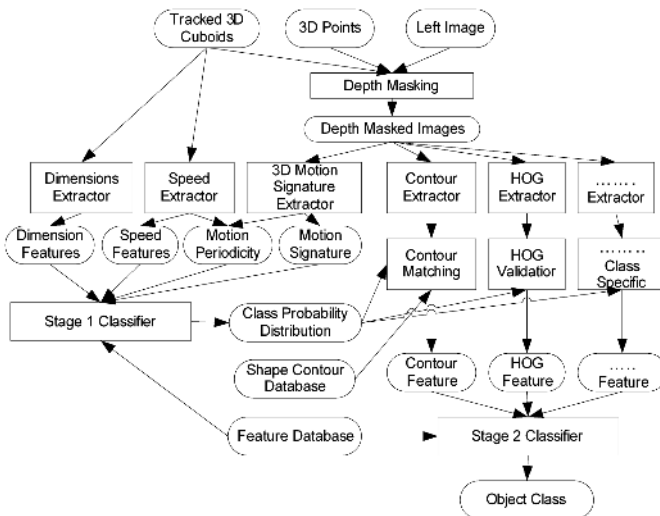 Tracked 3D
Cuboids
3D Points
Left Image
Depth Masking
Depth Masked Images
Dimensions
Extractor
Speed
Extractor
3D Motion
Signature
Extractor
Contour
Extractor
HOG
Extractor
.......
Extractor
Dimension
Features
Speed
Features
Motion
Periodicity
Motion
Signature
Contour
Matching
HOG
Validatior
........
Class
Specific
Stage 1 Classifier
Class Probability
Distribution
Shape Contour
Database
Contour
Feature
HOG
Feature
.....
Feature
Feature Database
Stage 2 Classifier
Object Class